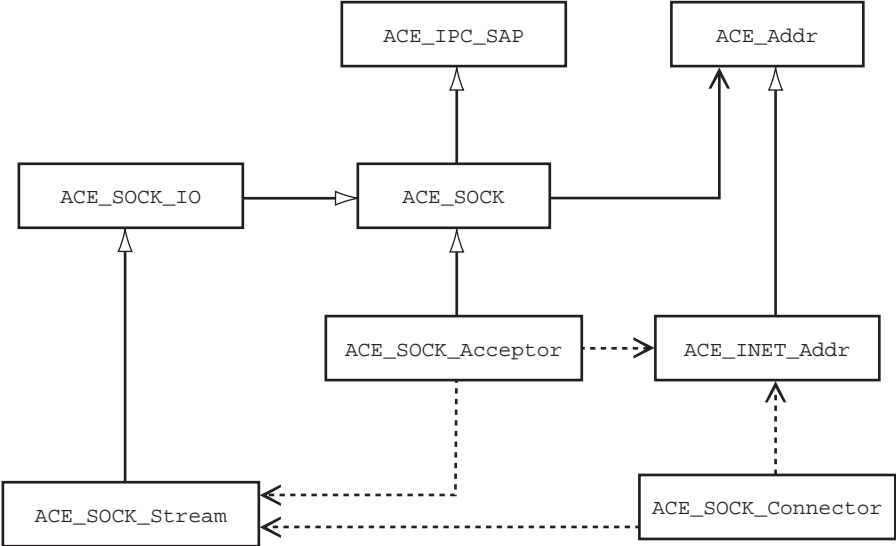 ACE_IPC_SAP
ACE_Addr
ACE_SOCK_IO
ACE_SOCK
ACE_SOCK_Acceptor
ACE_INET_Addr
ACE_SOCK_Stream
ACE_SOCK_Connector